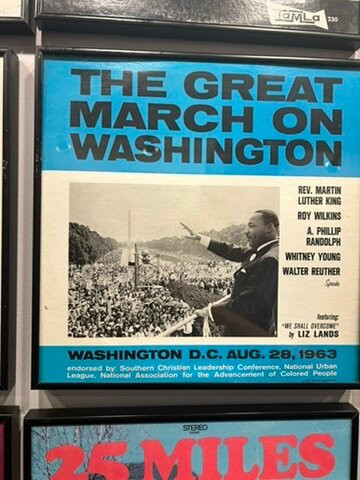 TAMLA 230
THE GREAT
MARCH ON
WASHINGTON
REV. MARTIN
LUTHER KING
ROY WILKINS
A. PHILLIP
RANDOLPH
WHITNEY YOUNG
WALTER REUTHER
Speaks
featuring:
"WE SHALL OVERCOME"
by LIZ LANDS
WASHINGTON D.C. AUG. 28, 1963
endorsed by: Southern Christian Leadership Conference, National Urban
League, National Association for the Advancement of Colored People
STEREO
25 MILES